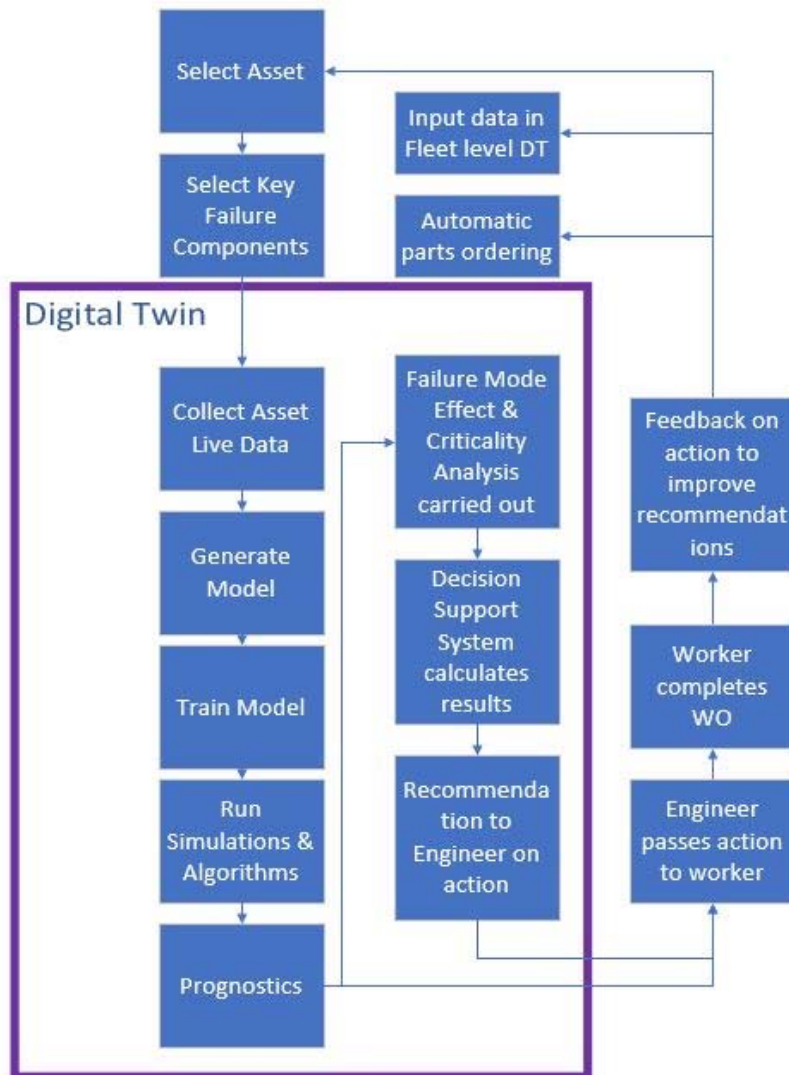 Select Asset
Select Key
Failure
Components
Input data in
Fleet level DT
Automatic
parts ordering
Digital Twin
Collect Asset
Live Data
Generate
Model
Train Model
Run
Simulations &
Algorithms
Prognostics
Failure Mode
Effect &
Criticality
Analysis
carried out
Decision
Support
System
calculates
results
Recommenda
tion to
Engineer on
action
Feedback on
action to
improve
recommendat
ions
Worker
completes
WO
Engineer
passes action
to worker